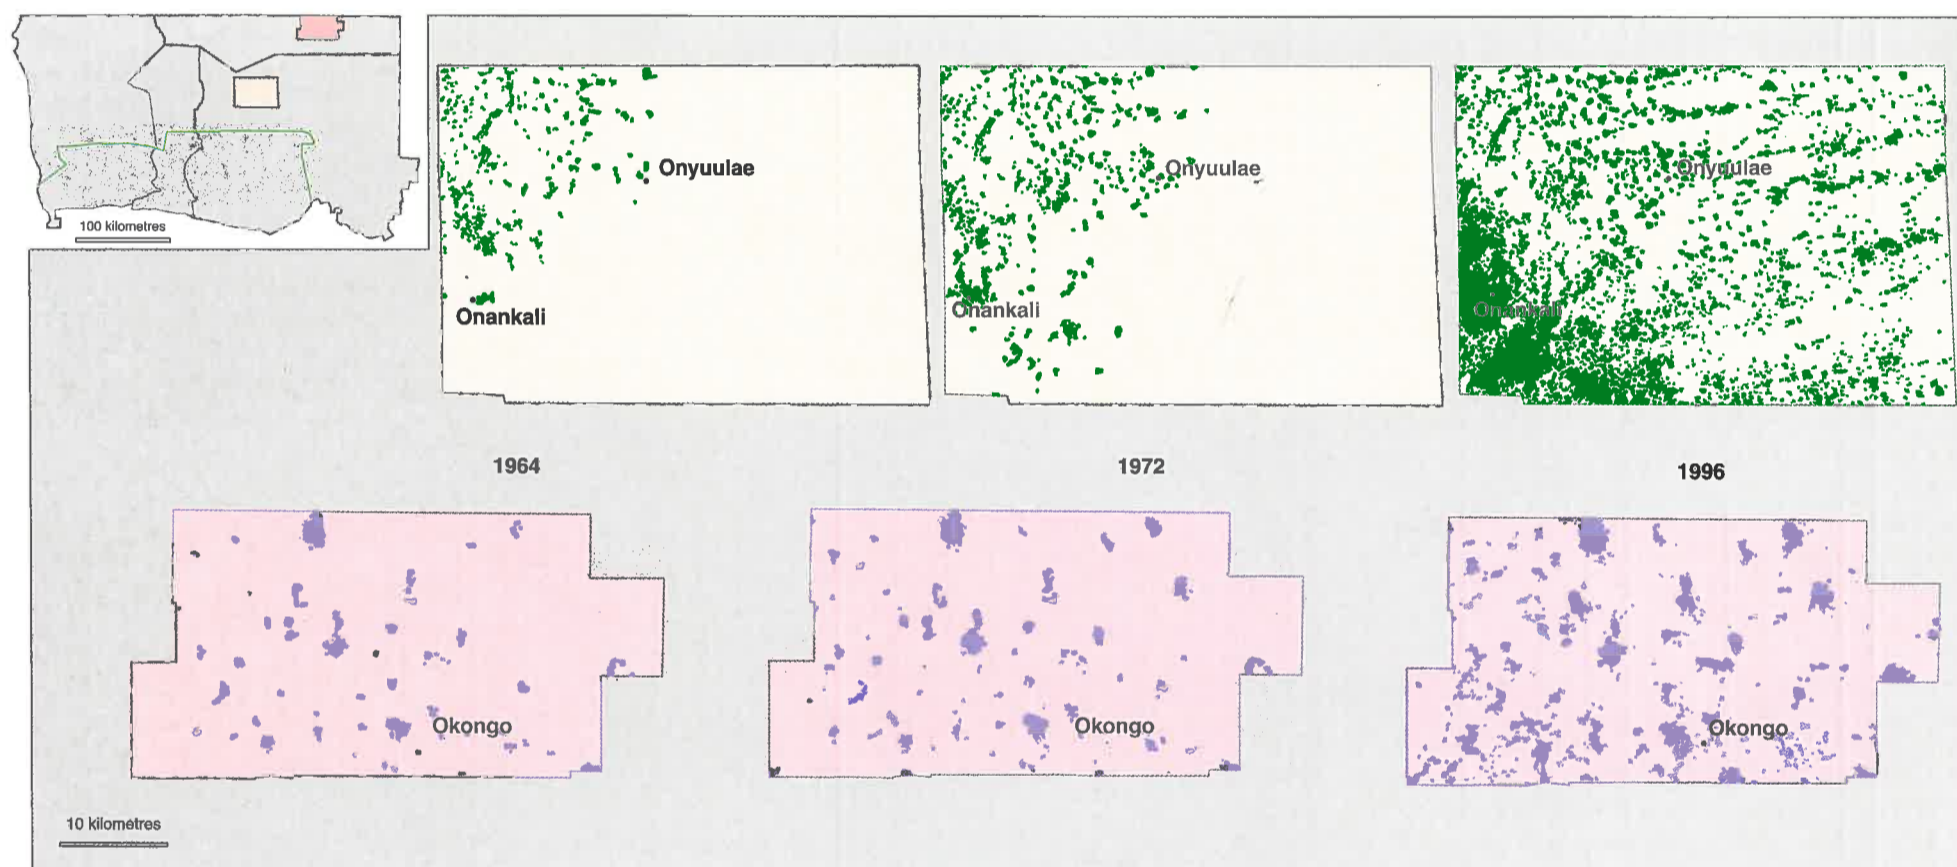 100 kilometres
Onyuulae
Onankali
Onyuulae
Onankali
Onyuulae
Onankali
1964
1972
1996
Okongo
Okongo
Okongo
10 kilometres